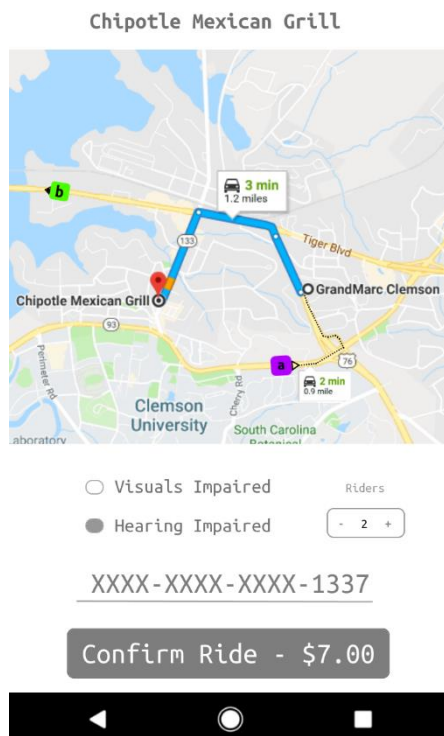 Chipotle Mexican Grill
b
3 min
1.2 miles
133
Tiger Blvd
GrandMarc Clemson
Chipotle Mexican Grill
93
76
a
2 min
0.9 mile
Perimeter Rd
Cherry Rd
Clemson
University
South Carolina
Botanical
aboratory
Visuals Impaired
Riders
Hearing Impaired
- 2 +
XXXX-XXXX-XXXX-1337
Confirm Ride - $7.00